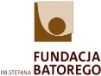 FUNDACJA
IM. STEFANA BATOREGO